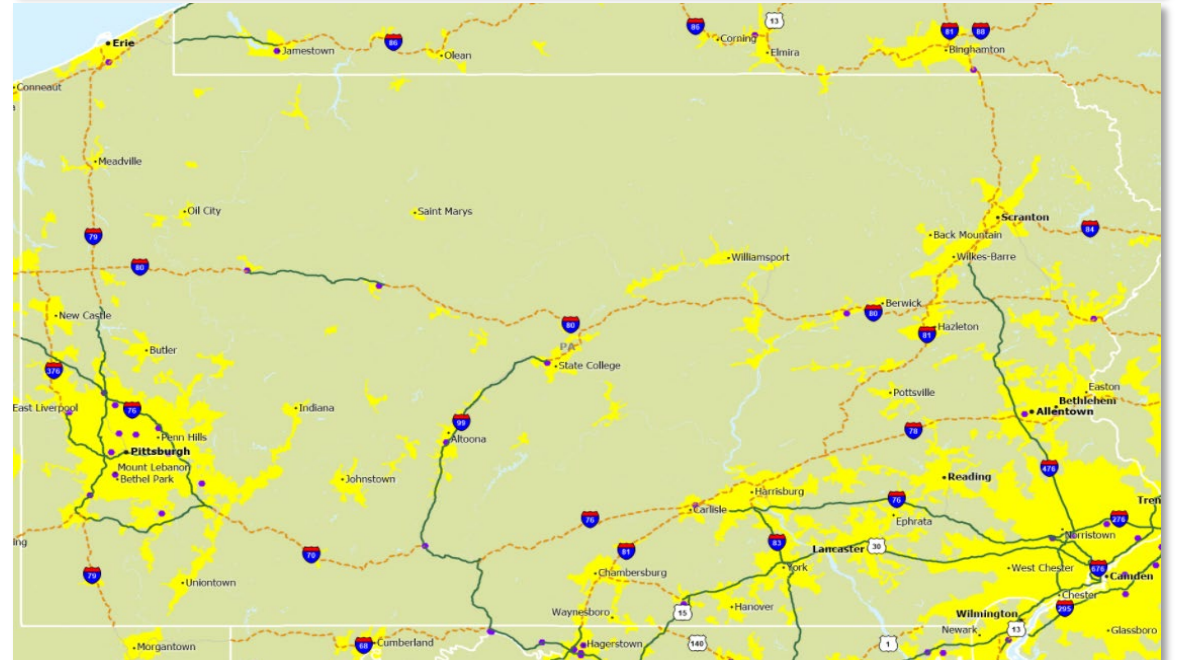 Erie
86
13
Jamestown
86
Olean
Corning
Elmira
81
88
Binghamton
Conneaut
Meadville
Oil City
Saint Marys
Scranton
79
84
Back Mountain
80
Williamsport
Wilkes-Barre
New Castle
80
PA
80
Berwick
81
Hazleton
Butler
State College
376
Easton
East Liverpool
76
Indiana
Pottsville
Bethlehem
Allentown
99
Altoona
78
Penn Hills
Pittsburgh
Mount Lebanon
Bethel Park
Johnstown
476
Reading
Harrisburg
76
Tren
Carlisle
76
Ephrata
276
Norristown
ing
70
81
83
Lancaster
30
79
Uniontown
Chambersburg
York
West Chester
676
Camden
Chester
Waynesboro
15
Hanover
295
Wilmington
13
Newark
Glassboro
Morgantown
68
Cumberland
Hagerstown
140
1